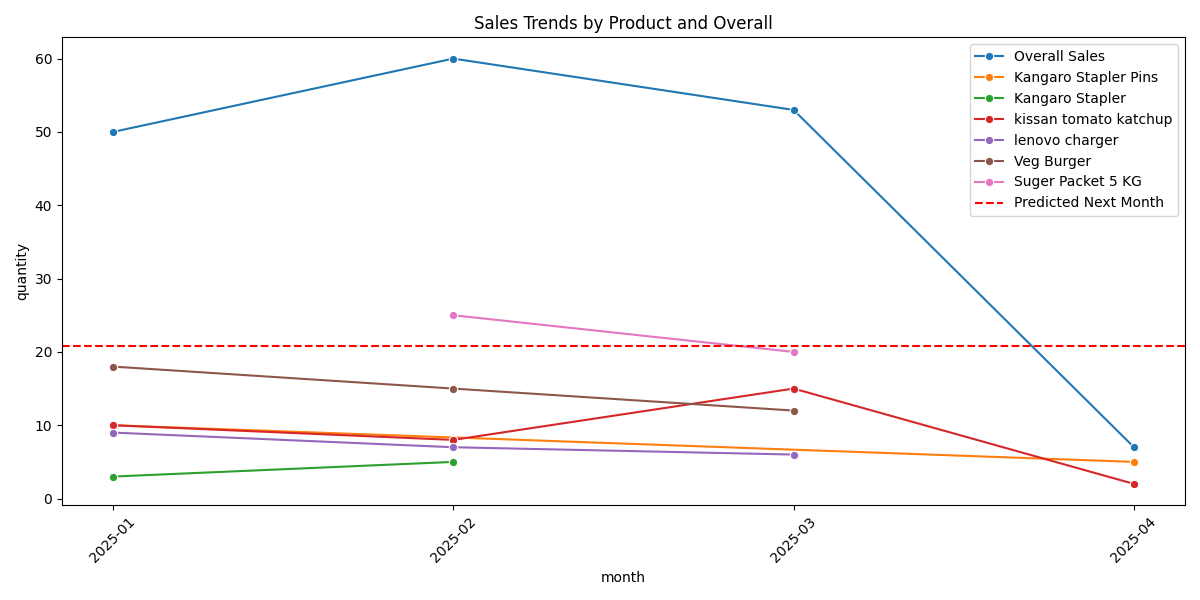 Sales Trends by Product and Overall
Overall Sales
Kangaro Stapler Pins
Kangaro Stapler
kissan tomato katchup
lenovo charger
Veg Burger
Suger Packet 5 KG
Predicted Next Month
quantity
60
50
40
30
20
10
0
2025-01
2025-02
2025-03
2025-04
month